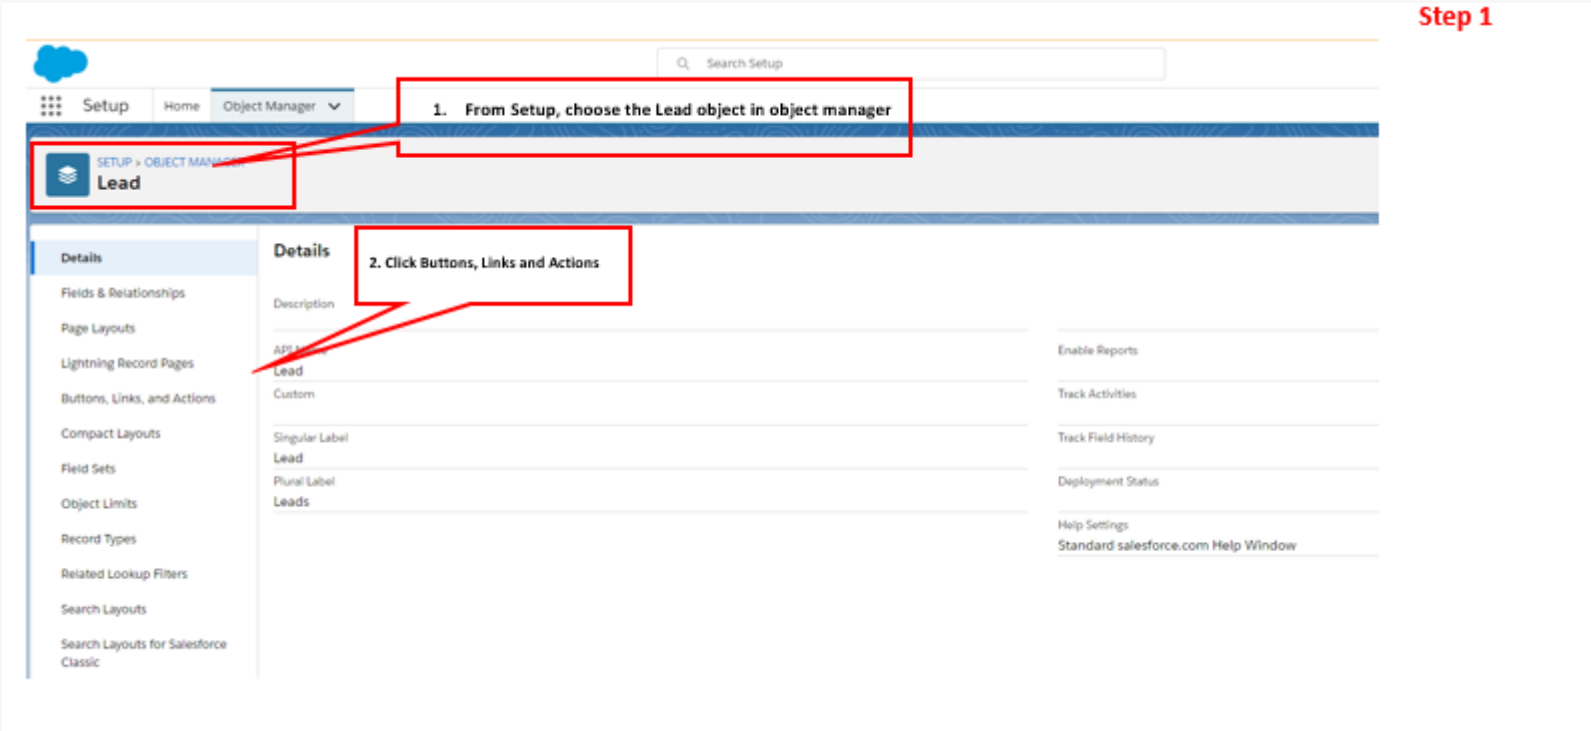 Step 1
Search Setup
Setup
Home
Object Manager
1. From Setup, choose the Lead object in object manager
SETUP > OBJECT MANAGER
Lead
Details
Fields & Relationships
Page Layouts
Lightning Record Pages
Buttons, Links, and Actions
Compact Layouts
Field Sets
Object Limits
Record Types
Related Lookup Filters
Search Layouts
Search Layouts for Salesforce
Classic
Details
2. Click Buttons, Links and Actions
Description
API Name
Lead
Custom
Singular Label
Lead
Plural Label
Leads
Enable Reports
Track Activities
Track Field History
Deployment Status
Help Settings
Standard salesforce.com Help Window